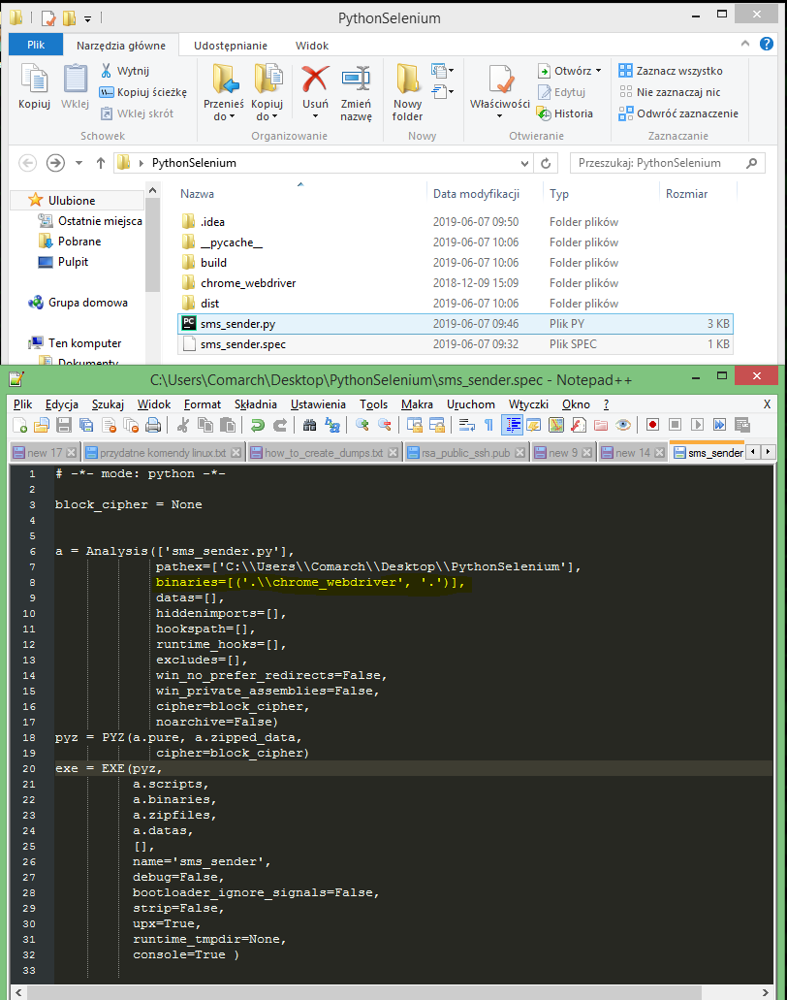 PythonSelenium
Plik
Narzędzia główne
Udostępnianie
Widok
Kopiuj
Wklej
Wytnij
Kopiuj ścieżkę
Wklej skrót
Schowek
Przenieś do
Kopiuj do
Usuń
Zmień nazwę
Organizowanie
Nowy folder
Nowy
Właściwości
Otwórz
Edytuj
Historia
Otwieranie
Zaznacz wszystko
Nie zaznaczaj nic
Odwróć zaznaczenie
Zaznaczanie
PythonSelenium
Przeszukaj: PythonSelenium
Ulubione
Ostatnie miejsca
Pobrane
Pulpit
Grupa domowa
Ten komputer
Dokumenty
Nazwa Data modyfikacji Typ Rozmiar
.idea 2019-06-07 09:50 Folder plików
__pycache__ 2019-06-07 10:06 Folder plików
build 2019-06-07 10:06 Folder plików
chrome_webdriver 2018-12-09 15:09 Folder plików
dist 2019-06-07 10:06 Folder plików
PC sms_sender.py 2019-06-07 09:46 Plik PY 3 KB
sms_sender.spec 2019-06-07 09:32 Plik SPEC 1 KB
C:\Users\Comarch\Desktop\PythonSelenium\sms_sender.spec - Notepad++
Plik Edycja Szukaj Widok Format Składnia Ustawienia Tools Makra Uruchom Wtyczki Okno ? X
new 17 przydatne komendy linux.txt how_to_create_dumps.txt rsa_public_ssh.pub new 9 new 14 sms_sender
1 # -*- mode: python -*-
2
3 block_cipher = None
4
5
6 a = Analysis(['sms_sender.py'],
7 pathex=['C:\\Users\\Comarch\\Desktop\\PythonSelenium'],
8 binaries=[('.\\chrome_webdriver', '.')],
9 datas=[],
10 hiddenimports=[],
11 hookspath=[],
12 runtime_hooks=[],
13 excludes=[],
14 win_no_prefer_redirects=False,
15 win_private_assemblies=False,
16 cipher=block_cipher,
17 noarchive=False)
18 pyz = PYZ(a.pure, a.zipped_data,
19 cipher=block_cipher)
20 exe = EXE(pyz,
21 a.scripts,
22 a.binaries,
23 a.zipfiles,
24 a.datas,
25 [],
26 name='sms_sender',
27 debug=False,
28 bootloader_ignore_signals=False,
29 strip=False,
30 upx=True,
31 runtime_tmpdir=None,
32 console=True )
33